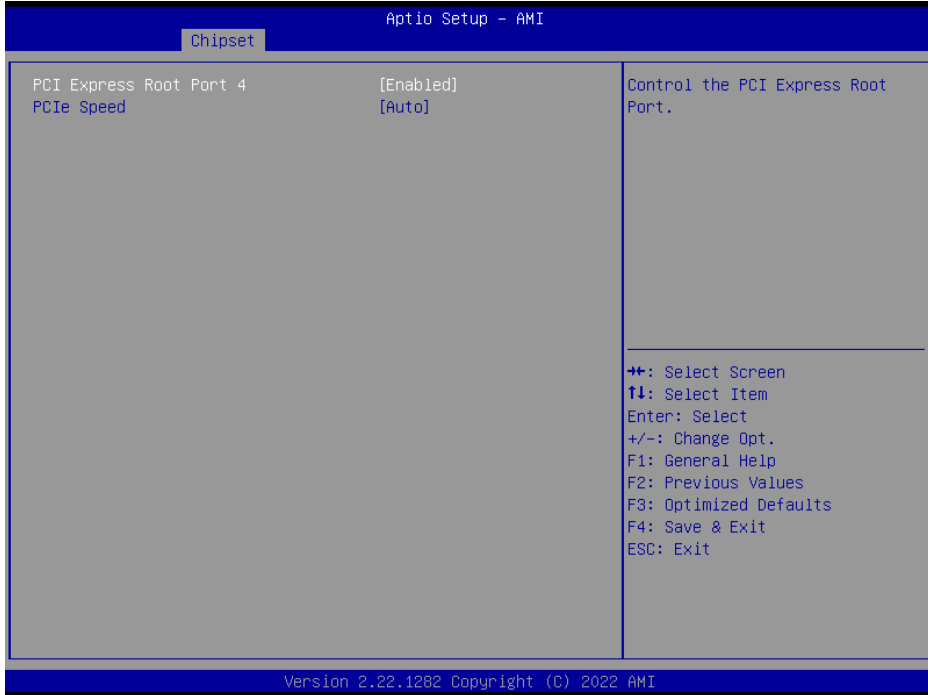 Aptio Setup - AMI
Chipset
PCI Express Root Port 4 [Enabled]
PCIe Speed [Auto]
Control the PCI Express Root
Port.
→←: Select Screen
↑↓: Select Item
Enter: Select
+/-: Change Opt.
F1: General Help
F2: Previous Values
F3: Optimized Defaults
F4: Save & Exit
ESC: Exit
Version 2.22.1282 Copyright (C) 2022 AMI